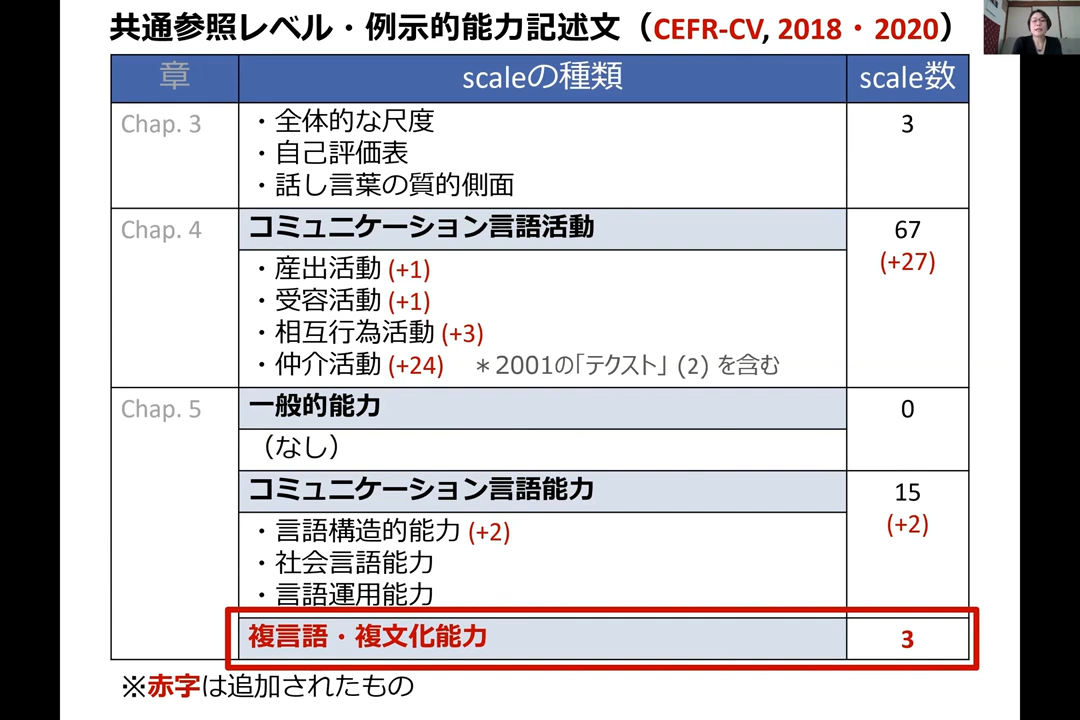 共通参照レベル・例示的能力記述文（CEFR-CV, 2018・2020）
章 scaleの種類 scale数
Chap. 3 ・全体的な尺度 3
・自己評価表
・話し言葉の質的側面
Chap. 4 コミュニケーション言語活動 67
(+27)
・産出活動 (+1)
・受容活動 (+1)
・相互行為活動 (+3)
・仲介活動 (+24) ＊2001の「テクスト」(2) を含む
Chap. 5 一般的能力 0
（なし）
コミュニケーション言語能力 15
(+2)
・言語構造的能力 (+2)
・社会言語能力
・言語運用能力
複言語・複文化能力 3
※赤字は追加されたもの